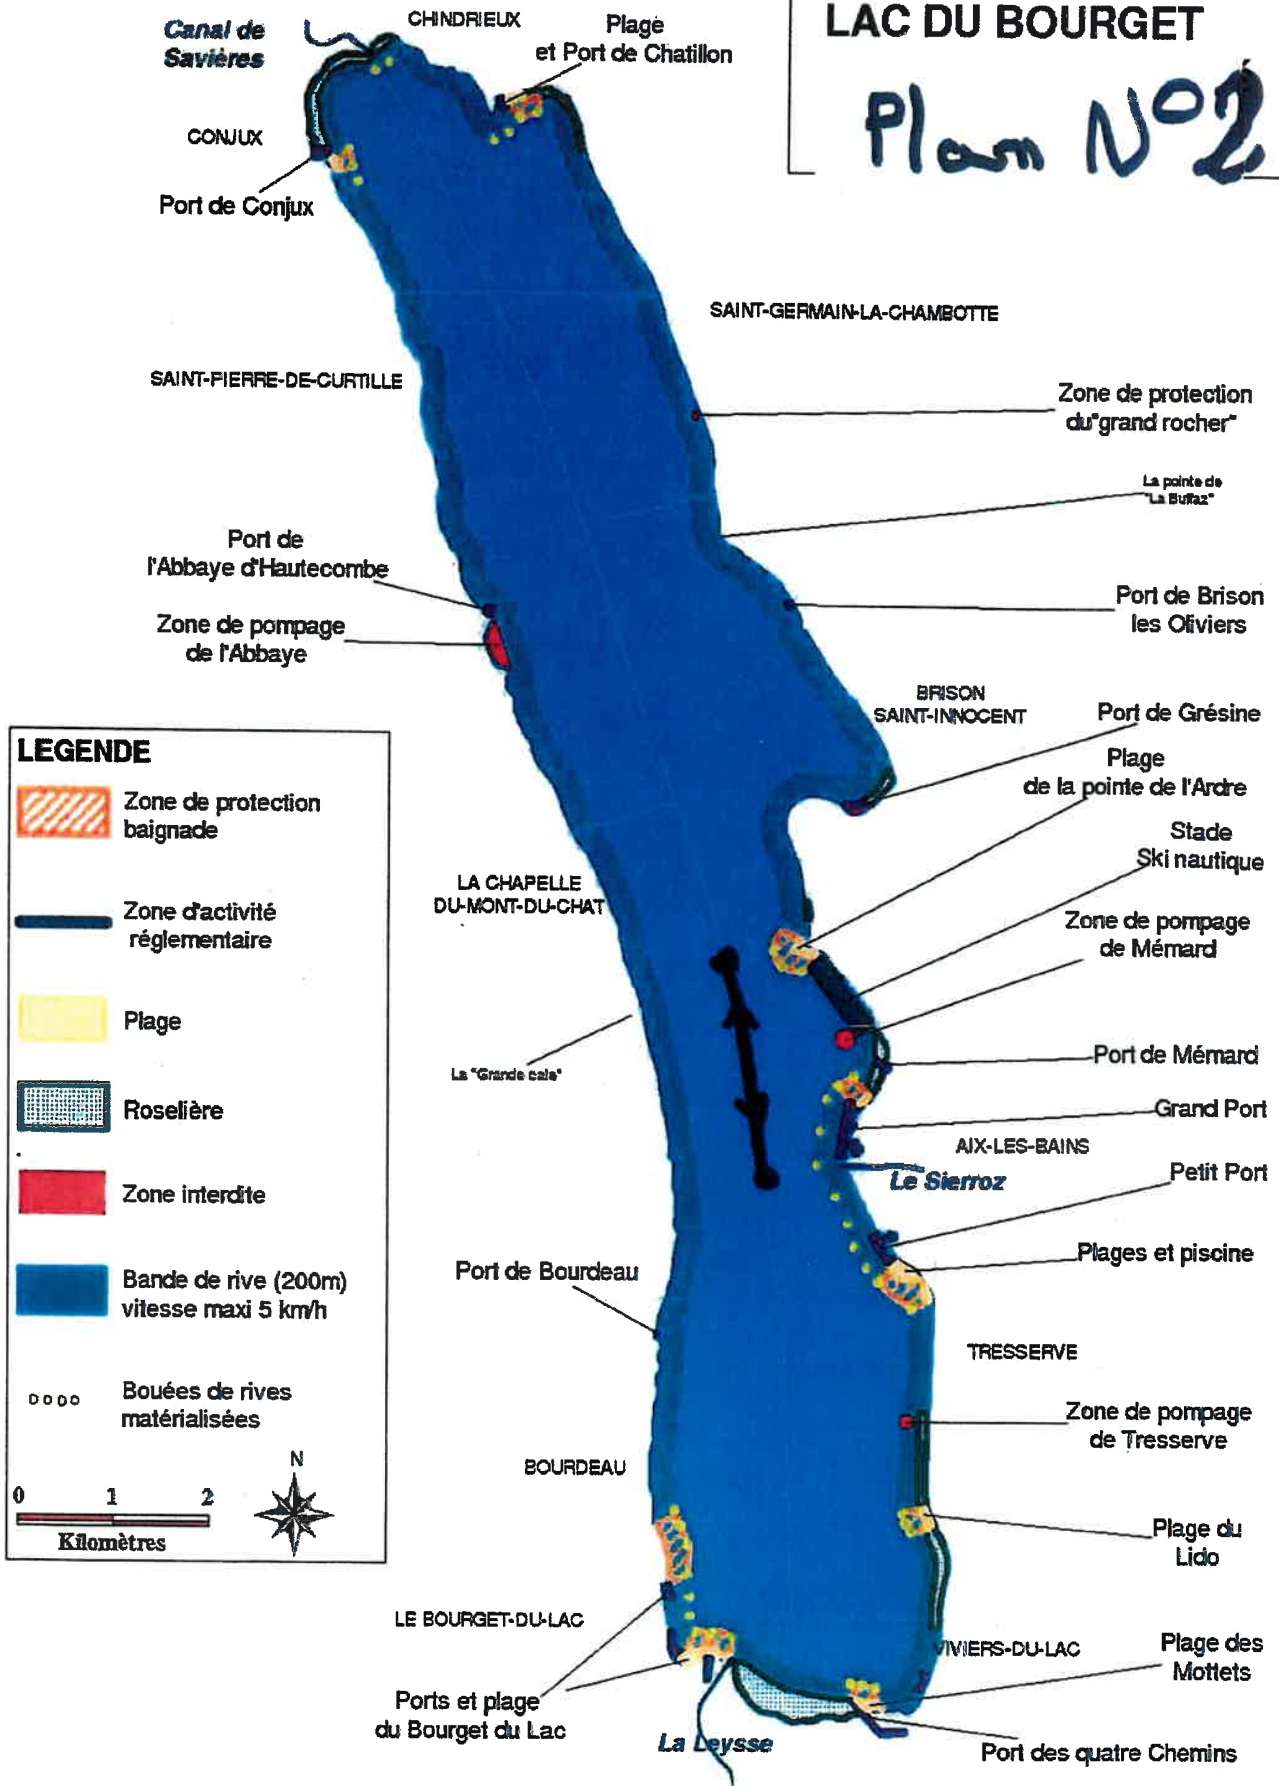 LAC DU BOURGET
Plan N°2
Canal de
Savières
CHINDRIEUX
Plage
et Port de Chatillon
CONJUX
Port de Conjux
SAINT-GERMAIN-LA-CHAMBOTTE
SAINT-PIERRE-DE-CURTILLE
Zone de protection
du"grand rocher"
La pointe de
"La Buffaz"
Port de
l'Abbaye d'Hautecombe
Port de Brison
les Oliviers
Zone de pompage
de l'Abbaye
BRISON
SAINT-INNOCENT
Port de Grésine
Plage
de la pointe de l'Ardre
Stade
Ski nautique
LA CHAPELLE
DU-MONT-DU-CHAT
Zone de pompage
de Mémard
La "Grande cale"
Port de Mémard
Grand Port
AIX-LES-BAINS
Le Sierroz
Petit Port
Plages et piscine
Port de Bourdeau
TRESSERVE
Zone de pompage
de Tresserve
BOURDEAU
Plage du
Lido
LE BOURGET-DU-LAC
VIVIERS-DU-LAC
Plage des
Mottets
Ports et plage
du Bourget du Lac
La Leysse
Port des quatre Chemins
LEGENDE
Zone de protection
baignade
Zone d'activité
réglementaire
Plage
Roselière
Zone interdite
Bande de rive (200m)
vitesse maxi 5 km/h
Bouées de rives
matérialisées
N
0 1 2
Kilomètres